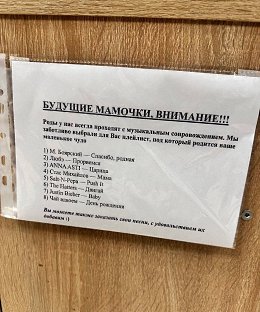 БУДУЩИЕ МАМОЧКИ, ВНИМАНИЕ!!!
Роды у нас всегда проходят с музыкальным сопровождением. Мы
заботливо выбрали для Вас плейлист, под который родится ваше
маленькое чудо
1) М. Боярский — Спасибо, родная
2) Любэ — Прорвемся
3) ANNA ASTI — Царица
4) Стас Михайлов — Мама
5) Salt-N-Pepa — Push it
6) The Hatters — Двигай
7) Justin Bieber — Baby
8) Чай вдвоем — День рождения
Вы можете также заказать свои песни, с удовольствием их
добавим :)